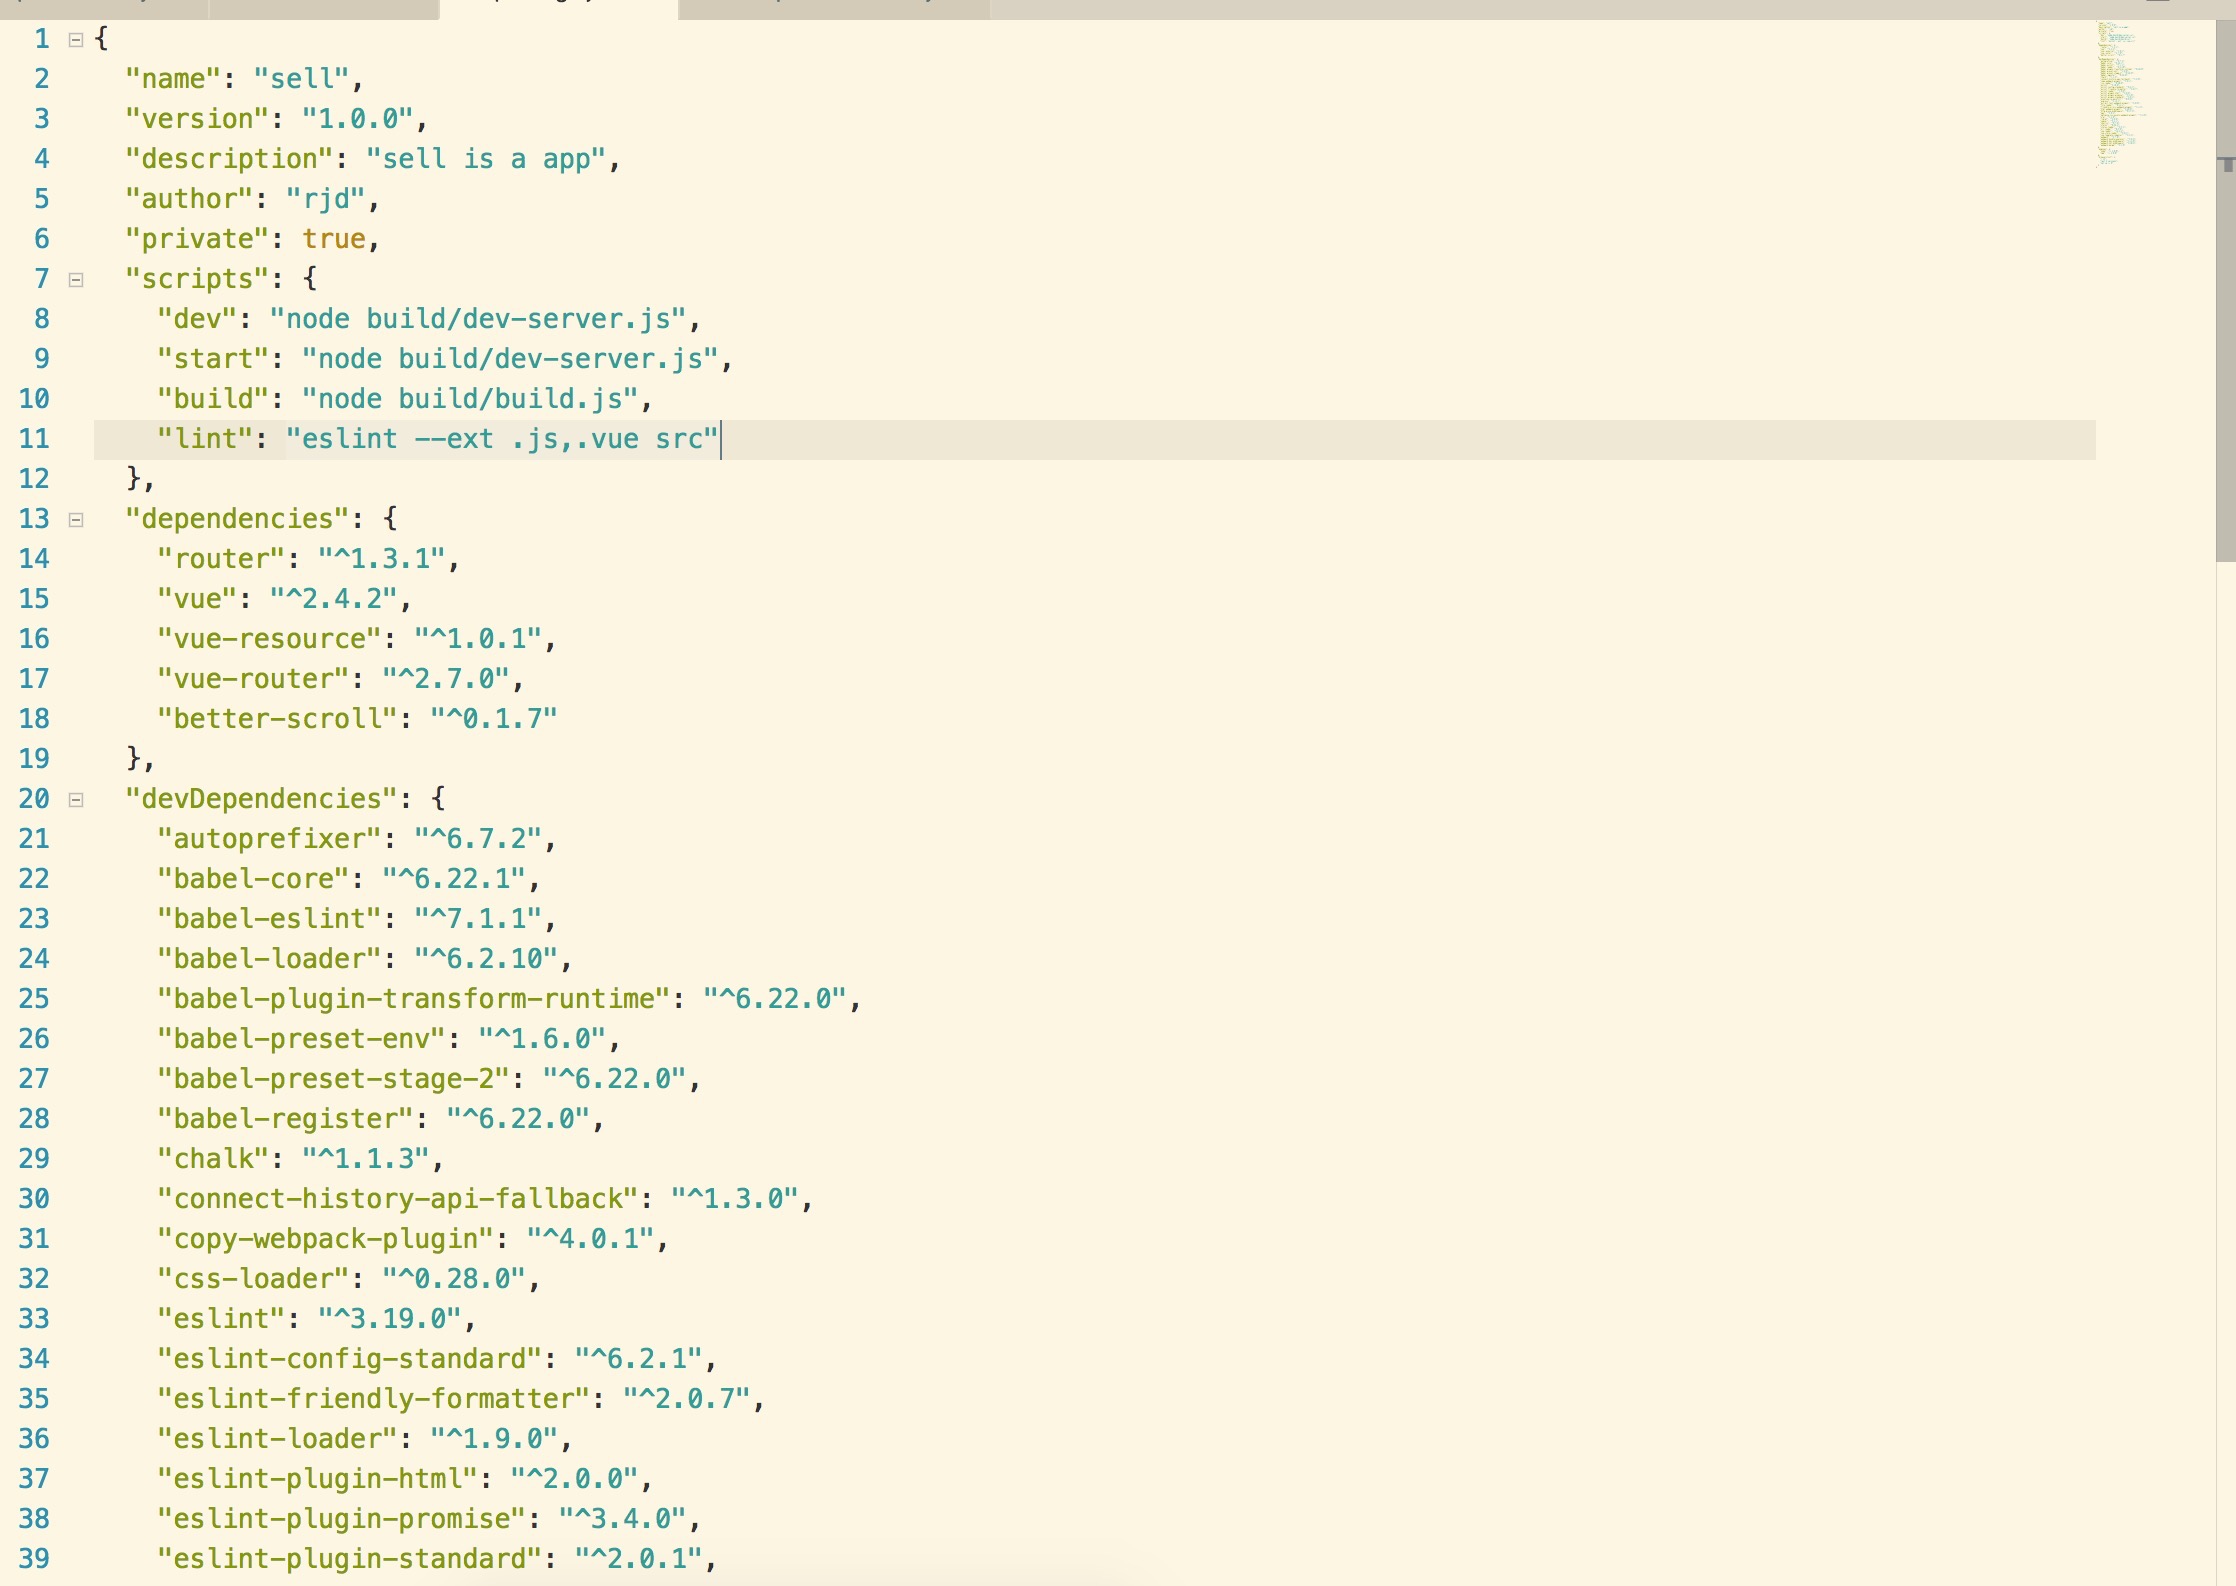 1 {
2 "name": "sell",
3 "version": "1.0.0",
4 "description": "sell is a app",
5 "author": "rjd",
6 "private": true,
7 "scripts": {
8 "dev": "node build/dev-server.js",
9 "start": "node build/dev-server.js",
10 "build": "node build/build.js",
11 "lint": "eslint --ext .js,.vue src"
12 },
13 "dependencies": {
14 "router": "^1.3.1",
15 "vue": "^2.4.2",
16 "vue-resource": "^1.0.1",
17 "vue-router": "^2.7.0",
18 "better-scroll": "^0.1.7"
19 },
20 "devDependencies": {
21 "autoprefixer": "^6.7.2",
22 "babel-core": "^6.22.1",
23 "babel-eslint": "^7.1.1",
24 "babel-loader": "^6.2.10",
25 "babel-plugin-transform-runtime": "^6.22.0",
26 "babel-preset-env": "^1.6.0",
27 "babel-preset-stage-2": "^6.22.0",
28 "babel-register": "^6.22.0",
29 "chalk": "^1.1.3",
30 "connect-history-api-fallback": "^1.3.0",
31 "copy-webpack-plugin": "^4.0.1",
32 "css-loader": "^0.28.0",
33 "eslint": "^3.19.0",
34 "eslint-config-standard": "^6.2.1",
35 "eslint-friendly-formatter": "^2.0.7",
36 "eslint-loader": "^1.9.0",
37 "eslint-plugin-html": "^2.0.0",
38 "eslint-plugin-promise": "^3.4.0",
39 "eslint-plugin-standard": "^2.0.1",